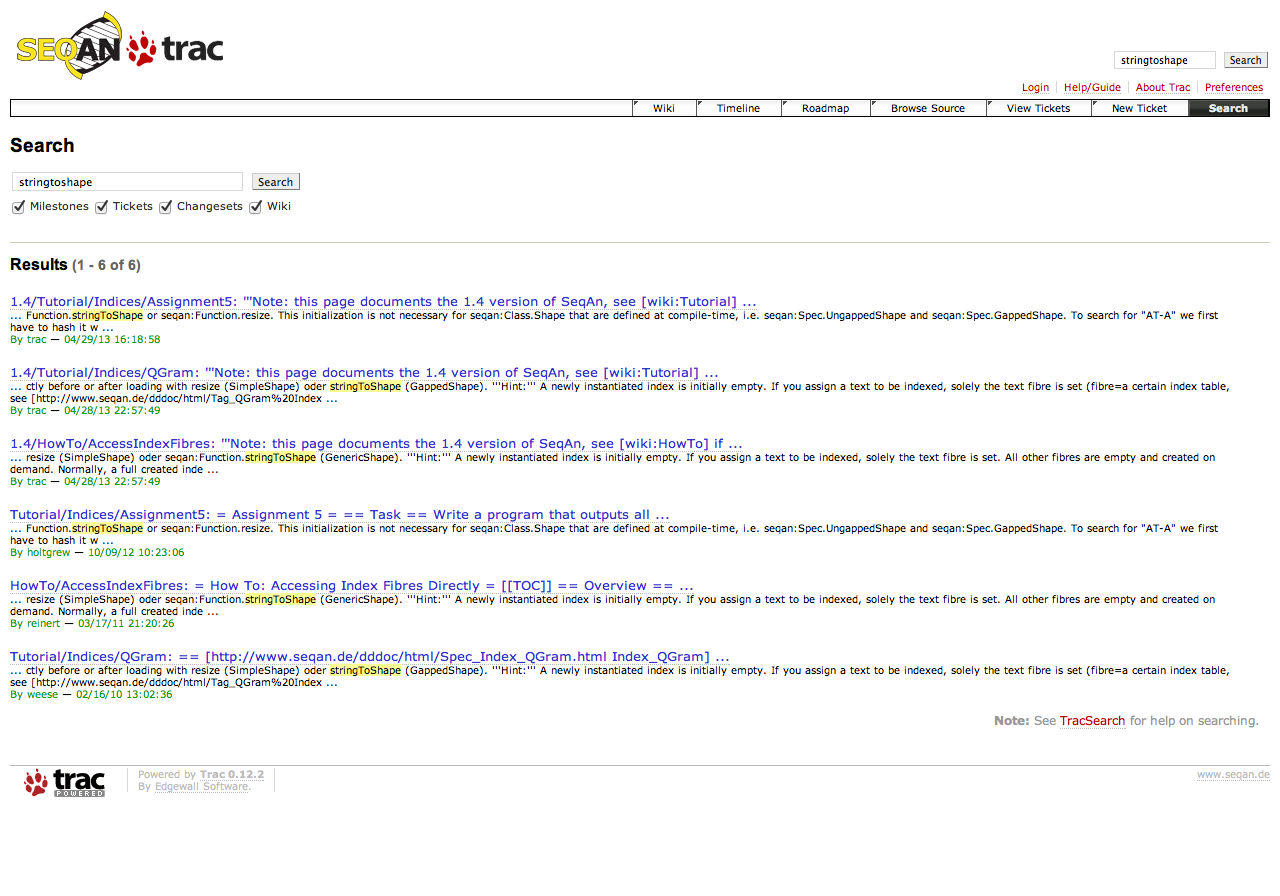 SEQAN trac
stringtoshape Search
Login Help/Guide About Trac Preferences
Wiki Timeline Roadmap Browse Source View Tickets New Ticket Search
Search
stringtoshape Search
Milestones Tickets Changesets Wiki
Results (1 - 6 of 6)
1.4/Tutorial/Indices/Assignment5: '''Note: this page documents the 1.4 version of SeqAn, see [wiki:Tutorial] ...
... Function.stringToShape or seqan:Function.resize. This initialization is not necessary for seqan:Class.Shape that are defined at compile-time, i.e. seqan:Spec.UngappedShape and seqan:Spec.GappedShape. To search for "AT-A" we first
have to hash it w ...
By trac — 04/29/13 16:18:58
1.4/Tutorial/Indices/QGram: '''Note: this page documents the 1.4 version of SeqAn, see [wiki:Tutorial] ...
... ctly before or after loading with resize (SimpleShape) oder stringToShape (GappedShape). '''Hint:''' A newly instantiated index is initially empty. If you assign a text to be indexed, solely the text fibre is set (fibre=a certain index table,
see [http://www.seqan.de/dddoc/html/Tag_QGram%20Index ...
By trac — 04/28/13 22:57:49
1.4/HowTo/AccessIndexFibres: '''Note: this page documents the 1.4 version of SeqAn, see [wiki:HowTo] if ...
... resize (SimpleShape) oder seqan:Function.stringToShape (GenericShape). '''Hint:''' A newly instantiated index is initially empty. If you assign a text to be indexed, solely the text fibre is set. All other fibres are empty and created on
demand. Normally, a full created inde ...
By trac — 04/28/13 22:57:49
Tutorial/Indices/Assignment5: = Assignment 5 = == Task == Write a program that outputs all ...
... Function.stringToShape or seqan:Function.resize. This initialization is not necessary for seqan:Class.Shape that are defined at compile-time, i.e. seqan:Spec.UngappedShape and seqan:Spec.GappedShape. To search for "AT-A" we first
have to hash it w ...
By holtgrew — 10/09/12 10:23:06
HowTo/AccessIndexFibres: = How To: Accessing Index Fibres Directly = [[TOC]] == Overview == ...
... resize (SimpleShape) oder seqan:Function.stringToShape (GenericShape). '''Hint:''' A newly instantiated index is initially empty. If you assign a text to be indexed, solely the text fibre is set. All other fibres are empty and created on
demand. Normally, a full created inde ...
By reinert — 03/17/11 21:20:26
Tutorial/Indices/QGram: == [http://www.seqan.de/dddoc/html/Spec_Index_QGram.html Index_QGram] ...
... ctly before or after loading with resize (SimpleShape) oder stringToShape (GappedShape). '''Hint:''' A newly instantiated index is initially empty. If you assign a text to be indexed, solely the text fibre is set (fibre=a certain index table,
see [http://www.seqan.de/dddoc/html/Tag_QGram%20Index ...
By weese — 02/16/10 13:02:36
Note: See TracSearch for help on searching.
trac POWERED
Powered by Trac 0.12.2
By Edgewall Software.
www.seqan.de